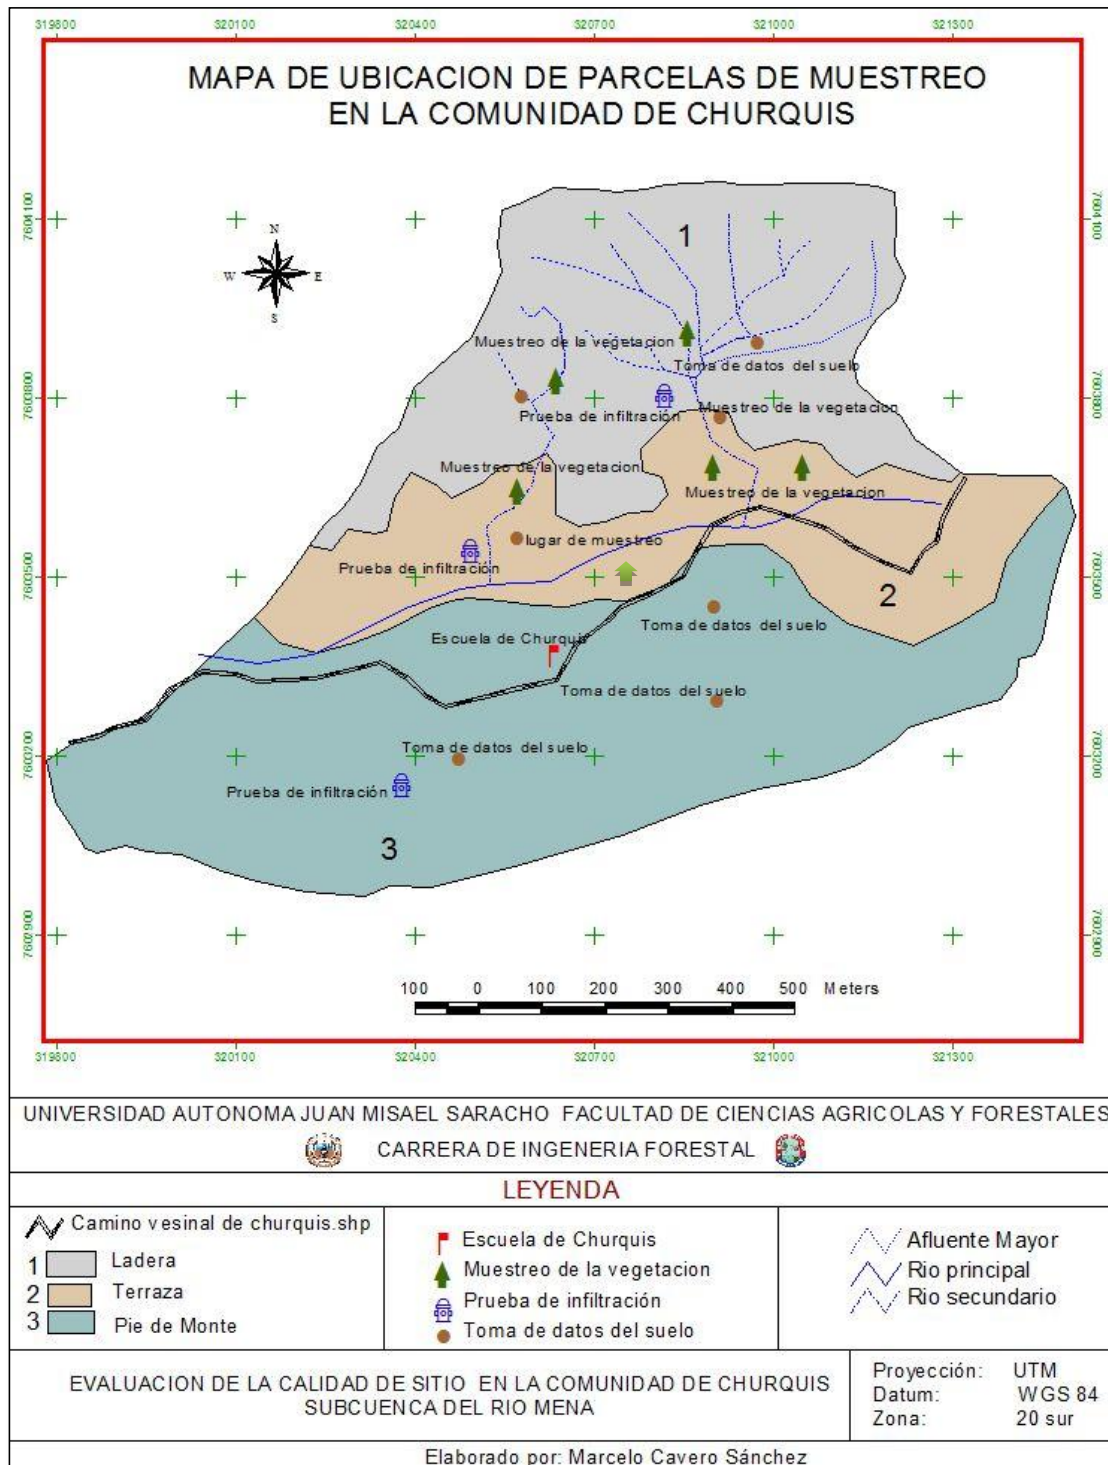 319800 320100 320400 320700 321000 321300
MAPA DE UBICACION DE PARCELAS DE MUESTREO
EN LA COMUNIDAD DE CHURQUIS
7604100 7604100
1
N
W E
S
Muestreo de la vegetacion
Toma de datos del suelo
7603800 7603800
Muestreo de la vegetacion
Prueba de infiltración
Muestreo de la vegetacion
Muestreo de la vegetacion
lugar de muestreo
Prueba de infiltración
7603500 7603500
2
Toma de datos del suelo
Escuela de Churquis
Toma de datos del suelo
Toma de datos del suelo
7603200 7603200
Prueba de infiltración
3
7602900 7602900
100 0 100 200 300 400 500 Meters
319800 320100 320400 320700 321000 321300
UNIVERSIDAD AUTONOMA JUAN MISAEL SARACHO FACULTAD DE CIENCIAS AGRICOLAS Y FORESTALES
CARRERA DE INGENERIA FORESTAL
LEYENDA
Camino vesinal de churquis.shp
1 Ladera
2 Terraza
3 Pie de Monte
Escuela de Churquis
Muestreo de la vegetacion
Prueba de infiltración
Toma de datos del suelo
Afluente Mayor
Rio principal
Rio secundario
EVALUACION DE LA CALIDAD DE SITIO EN LA COMUNIDAD DE CHURQUIS
SUBCUENCA DEL RIO MENA
Proyección: UTM
Datum: WGS 84
Zona: 20 sur
Elaborado por: Marcelo Cavero Sánchez